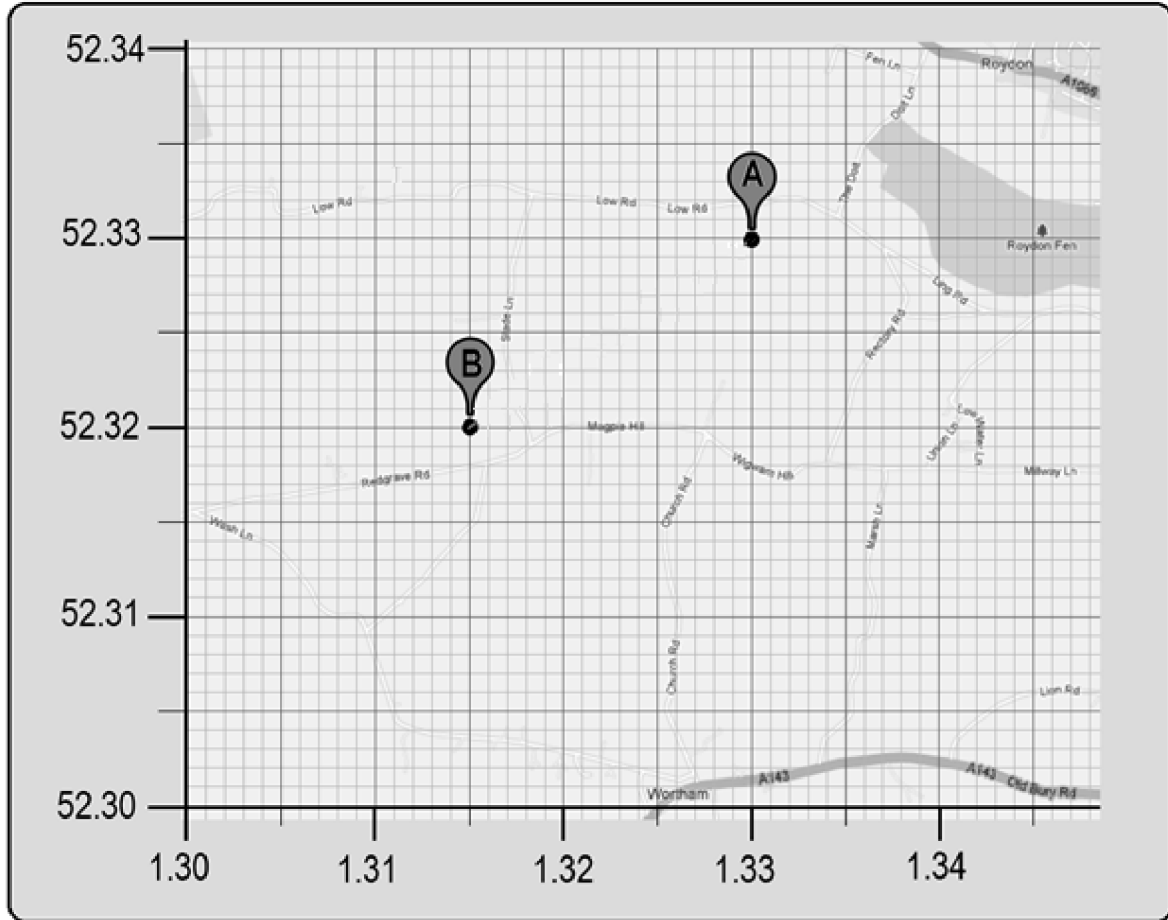 52.34
Fen Ln
Roydon
A1066
Doit Ln
A
The Doit
Low Rd
Low Rd
Low Rd
52.33
Roydon Fen
Ling Rd
Slade Ln
Rectory Rd
B
52.32
Magpie Hill
Low Water Ln
Union Ln
Wigwam Hill
Millway Ln
Redgrave Rd
Church Rd
Wash Ln
Marsh Ln
52.31
Church Rd
Lion Rd
A143
A143
Old Bury Rd
Wortham
52.30
1.30
1.31
1.32
1.33
1.34